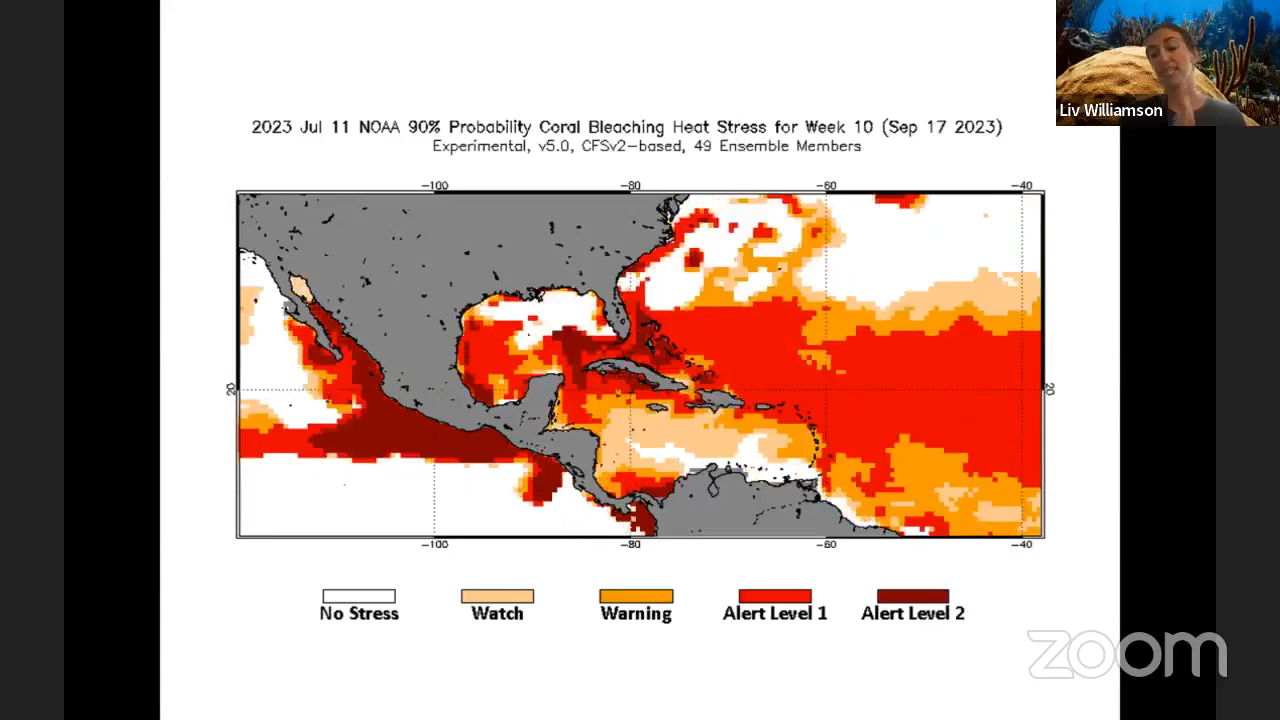 Liv Williamson
2023 Jul 11 NOAA 90% Probability Coral Bleaching Heat Stress for Week 10 (Sep 17 2023)
Experimental, v5.0, CFSv2-based, 49 Ensemble Members
-100 -80 -60 -40
20 20
-100 -80 -60 -40
No Stress Watch Warning Alert Level 1 Alert Level 2
zoom